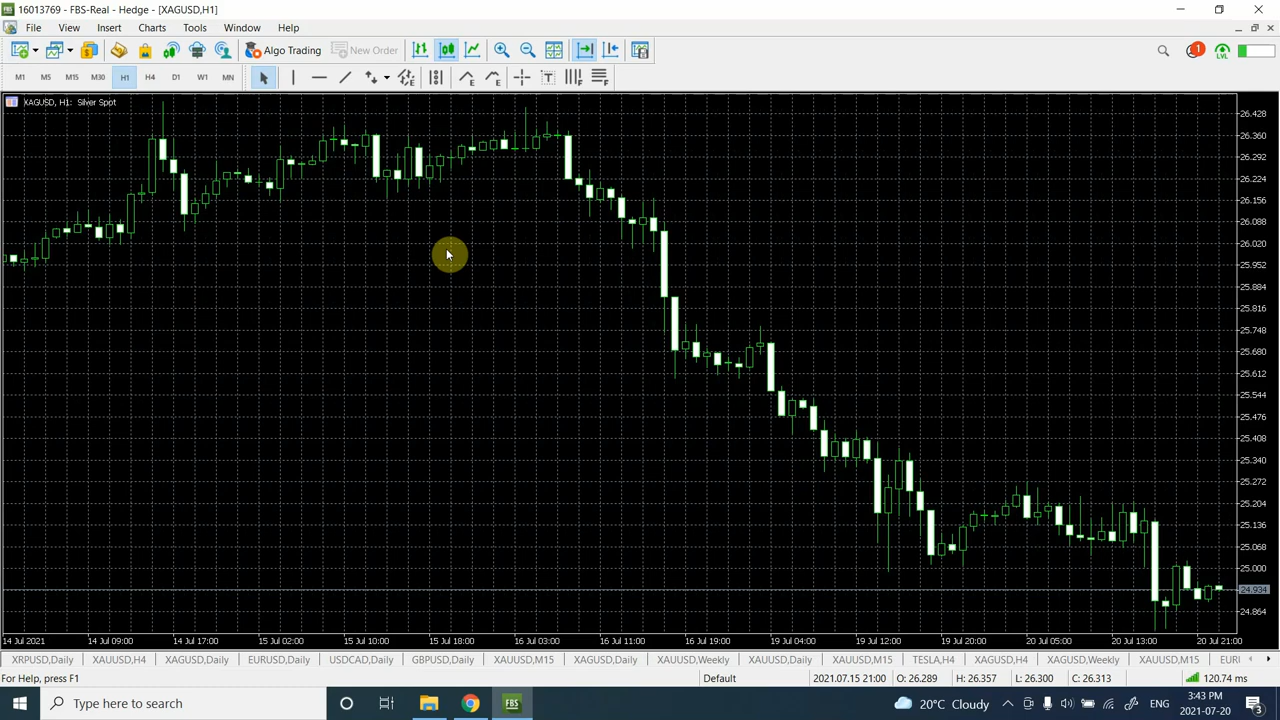 16013769 - FBS-Real - Hedge - [XAGUSD,H1]
File View Insert Charts Tools Window Help
Algo Trading New Order 1 LVL
M1 M5 M15 M30 H1 H4 D1 W1 MN
XAGUSD, H1: Silver Spot
26.428
26.360
26.292
26.224
26.156
26.088
26.020
25.952
25.884
25.816
25.748
25.680
25.612
25.544
25.476
25.408
25.340
25.272
25.204
25.136
25.068
25.000
24.934
24.864
14 Jul 2021 14 Jul 09:00 14 Jul 17:00 15 Jul 02:00 15 Jul 10:00 15 Jul 18:00 16 Jul 03:00 16 Jul 11:00 16 Jul 19:00 19 Jul 04:00 19 Jul 12:00 19 Jul 20:00 20 Jul 05:00 20 Jul 13:00 20 Jul 21:00
XRPUSD,Daily XAUUSD,H4 XAGUSD,Daily EURUSD,Daily USDCAD,Daily GBPUSD,Daily XAUUSD,M15 XAGUSD,Daily XAUUSD,Weekly XAUUSD,Daily XAUUSD,M15 TESLA,H4 XAGUSD,H4 XAGUSD,Weekly XAUUSD,M15 EURI
For Help, press F1 Default 2021.07.15 21:00 O: 26.289 H: 26.357 L: 26.300 C: 26.313 120.74 ms
Type here to search 20°C Cloudy ENG 3:43 PM
2021-07-20 3